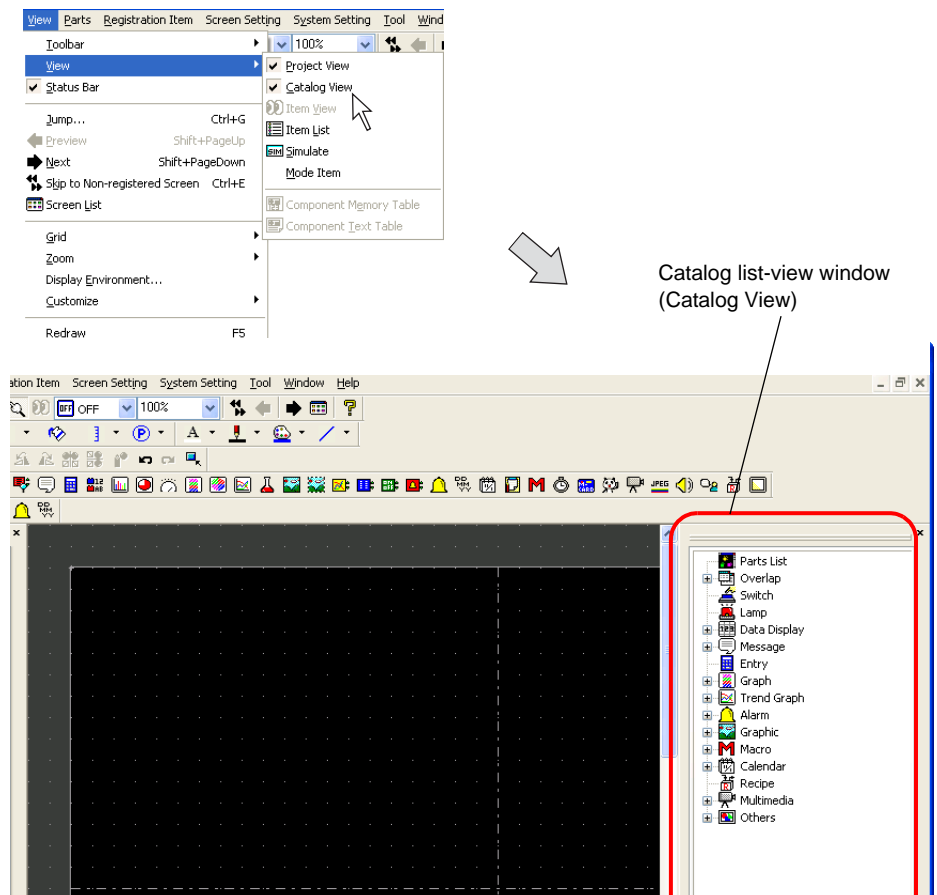 View Parts Registration Item Screen Setting System Setting Tool Wind
Toolbar
100%
View
Project View
Status Bar
Catalog View
Item View
Jump... Ctrl+G
Item List
Preview Shift+PageUp
Simulate
Next Shift+PageDown
Mode Item
Skip to Non-registered Screen Ctrl+E
Screen List
Component Memory Table
Component Text Table
Grid
Zoom
Display Environment...
Customize
Redraw F5
Catalog list-view window
(Catalog View)
ation Item Screen Setting System Setting Tool Window Help
OFF OFF 100%
Parts List
Overlap
Switch
Lamp
Data Display
Message
Entry
Graph
Trend Graph
Alarm
Graphic
Macro
Calendar
Recipe
Multimedia
Others